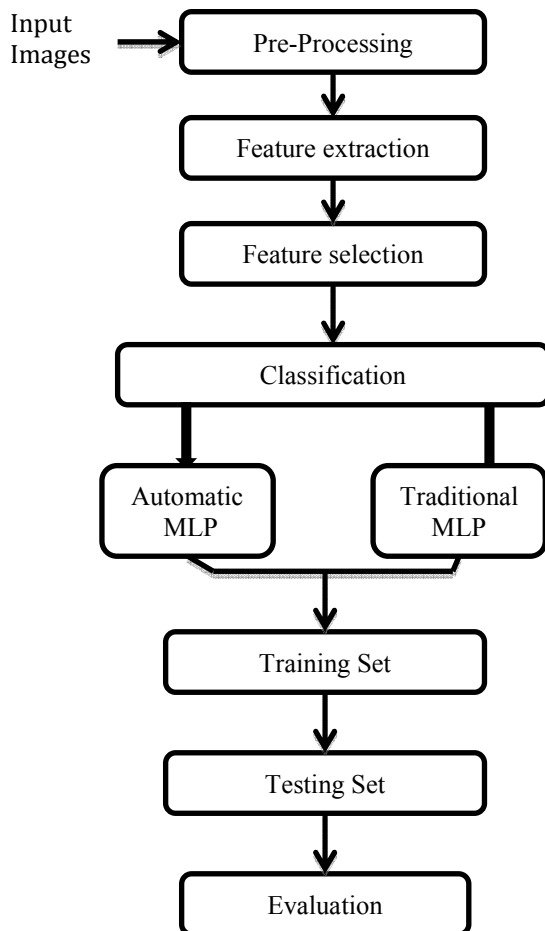 Input
Images
Pre-Processing
Feature extraction
Feature selection
Classification
Automatic
MLP
Traditional
MLP
Training Set
Testing Set
Evaluation